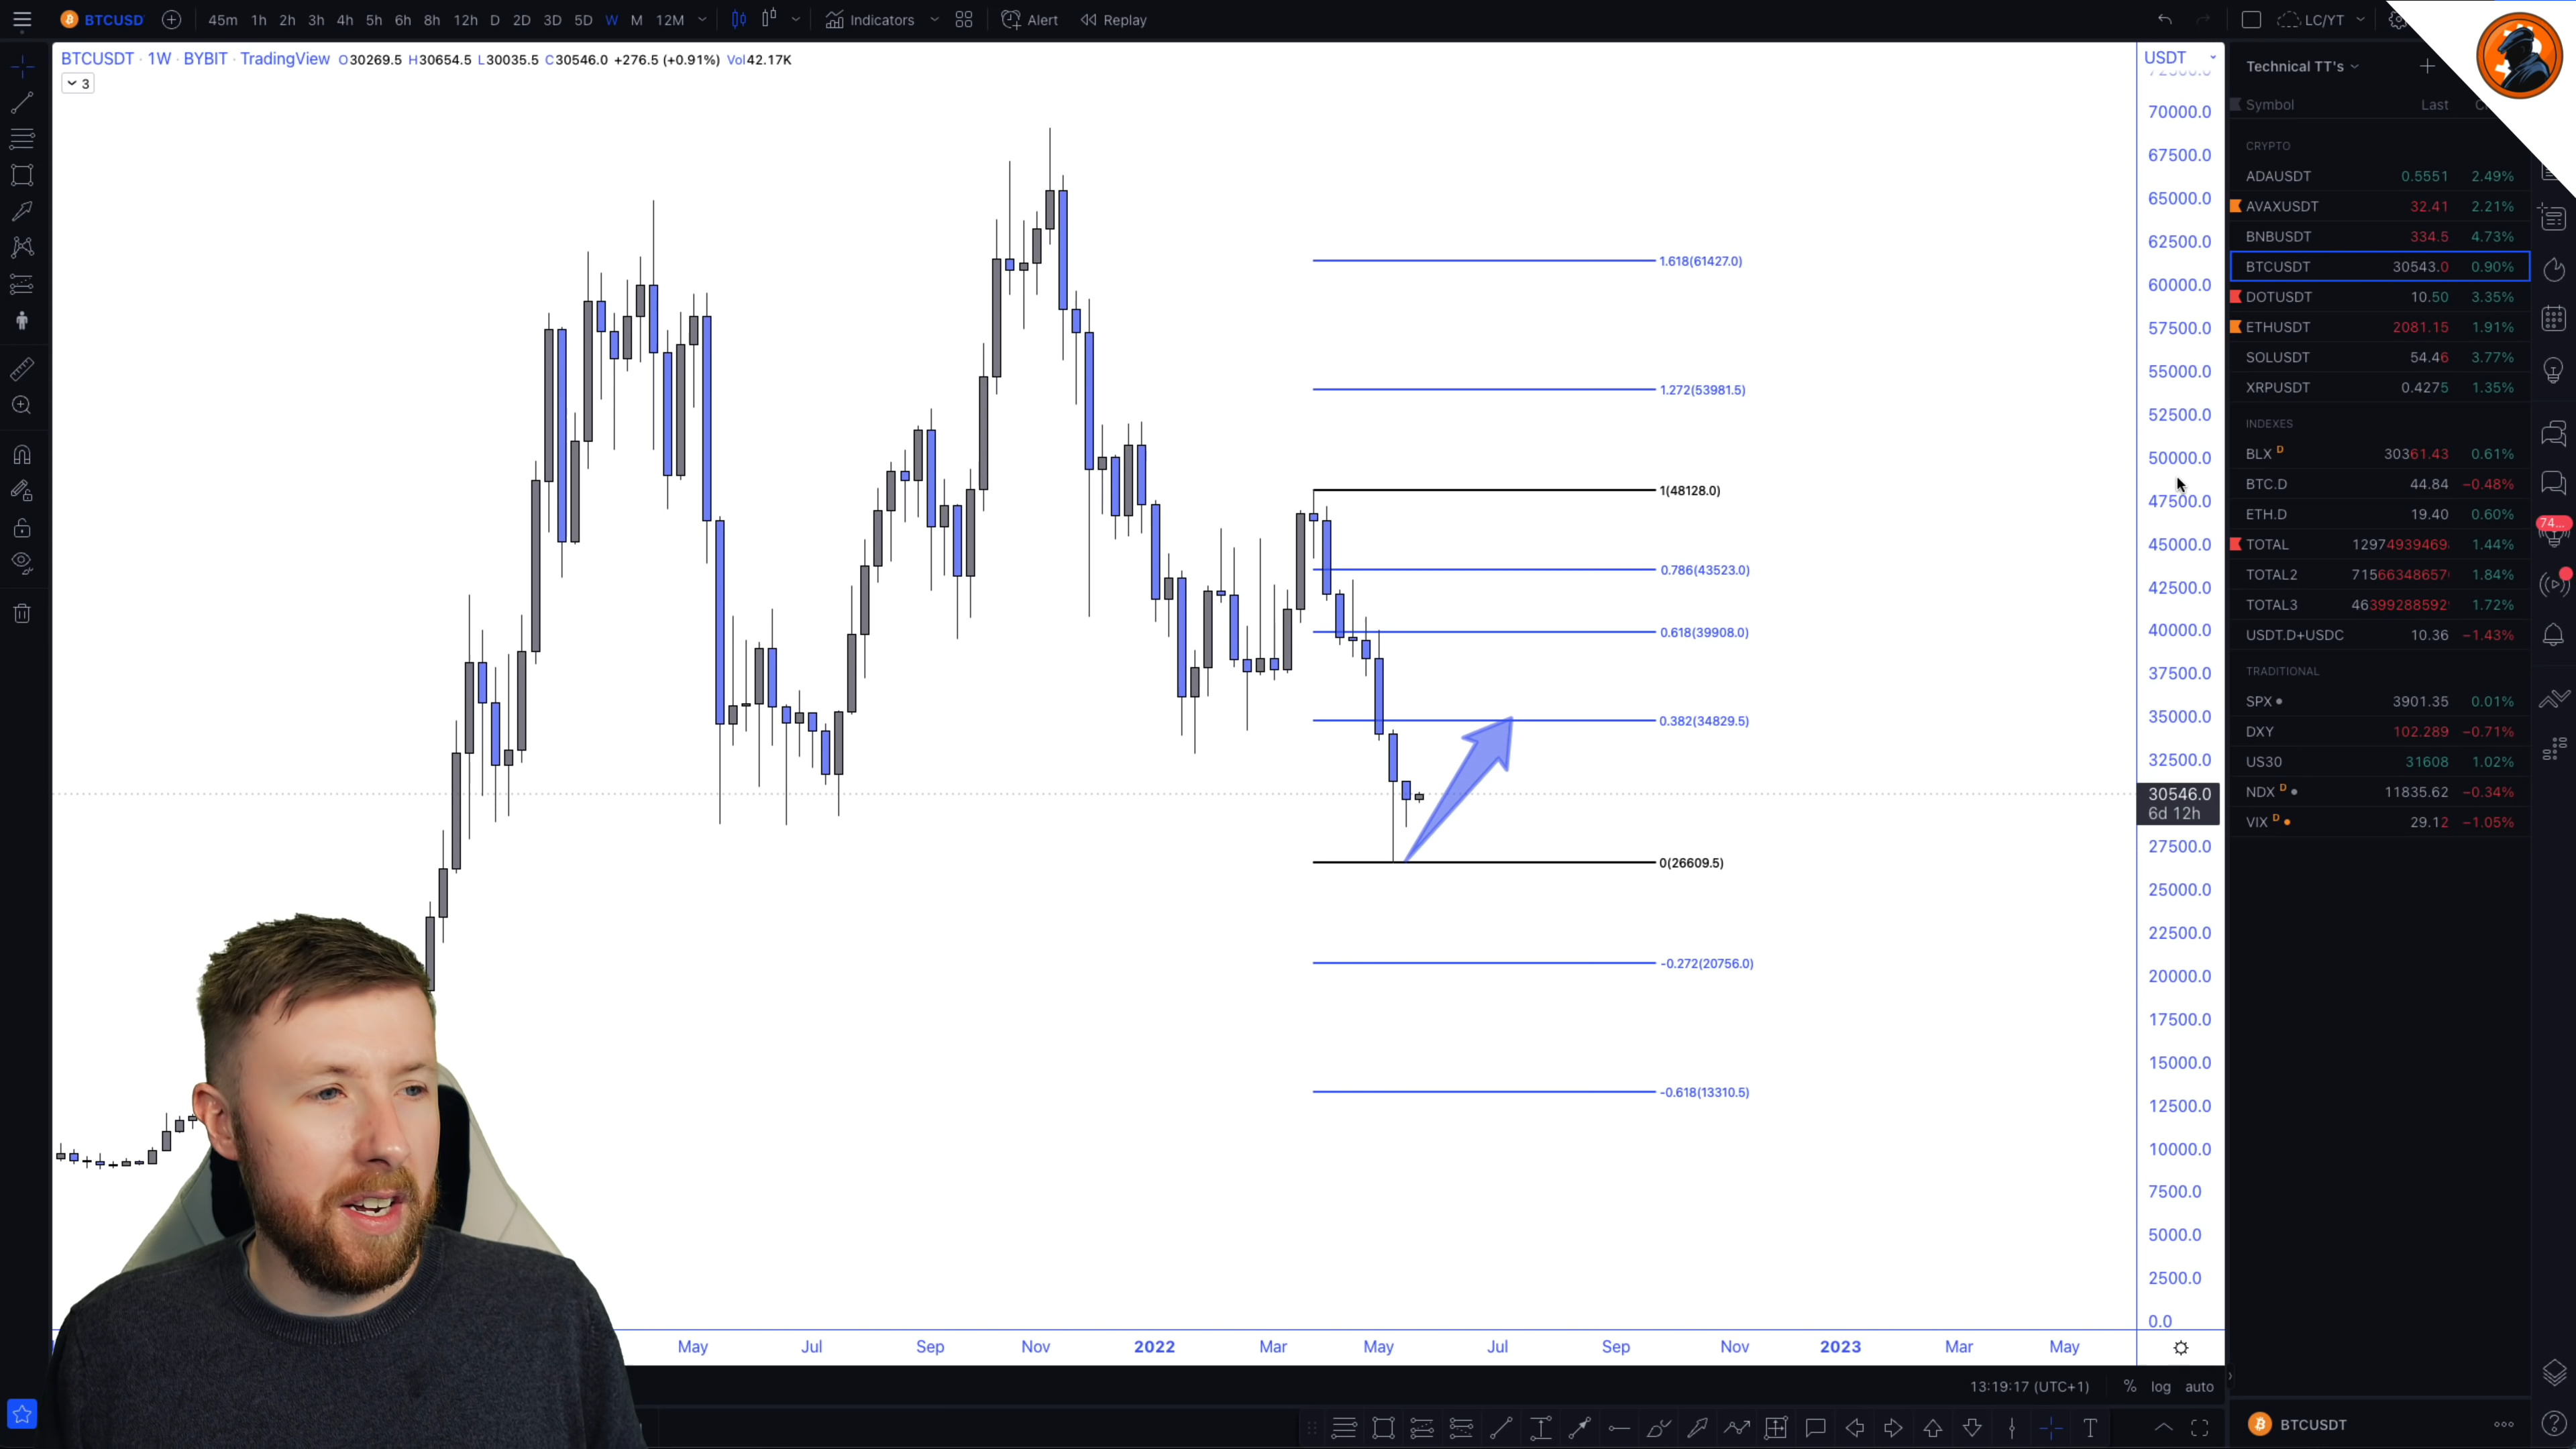 BTCUSD 45m 1h 2h 3h 4h 5h 6h 8h 12h D 2D 3D 5D W M 12M Indicators Alert Replay LC/YT
BTCUSDT · 1W · BYBIT · TradingView O30269.5 H30654.5 L30035.5 C30546.0 +276.5 (+0.91%) Vol42.17K
3
USDT
70000.0
67500.0
65000.0
62500.0
60000.0
57500.0
55000.0
52500.0
50000.0
47500.0
45000.0
42500.0
40000.0
37500.0
35000.0
32500.0
30546.0
6d 12h
27500.0
25000.0
22500.0
20000.0
17500.0
15000.0
12500.0
10000.0
7500.0
5000.0
2500.0
0.0
1.618(61427.0)
1.272(53981.5)
1(48128.0)
0.786(43523.0)
0.618(39908.0)
0.382(34829.5)
0(26609.5)
-0.272(20756.0)
-0.618(13310.5)
May Jul Sep Nov 2022 Mar May Jul Sep Nov 2023 Mar May
13:19:17 (UTC+1) % log auto
Technical TT's
Symbol Last
CRYPTO
ADAUSDT 0.5551 2.49%
AVAXUSDT 32.41 2.21%
BNBUSDT 334.5 4.73%
BTCUSDT 30543.0 0.90%
DOTUSDT 10.50 3.35%
ETHUSDT 2081.15 1.91%
SOLUSDT 54.46 3.77%
XRPUSDT 0.4275 1.35%
INDEXES
BLX D 30361.43 0.61%
BTC.D 44.84 −0.48%
ETH.D 19.40 0.60%
TOTAL 12974939469 1.44%
TOTAL2 71566348657 1.84%
TOTAL3 46399288592 1.72%
USDT.D+USDC 10.36 −1.43%
TRADITIONAL
SPX 3901.35 0.01%
DXY 102.289 −0.71%
US30 31608 1.02%
NDX D 11835.62 −0.34%
VIX D 29.12 −1.05%
74...
T
BTCUSDT